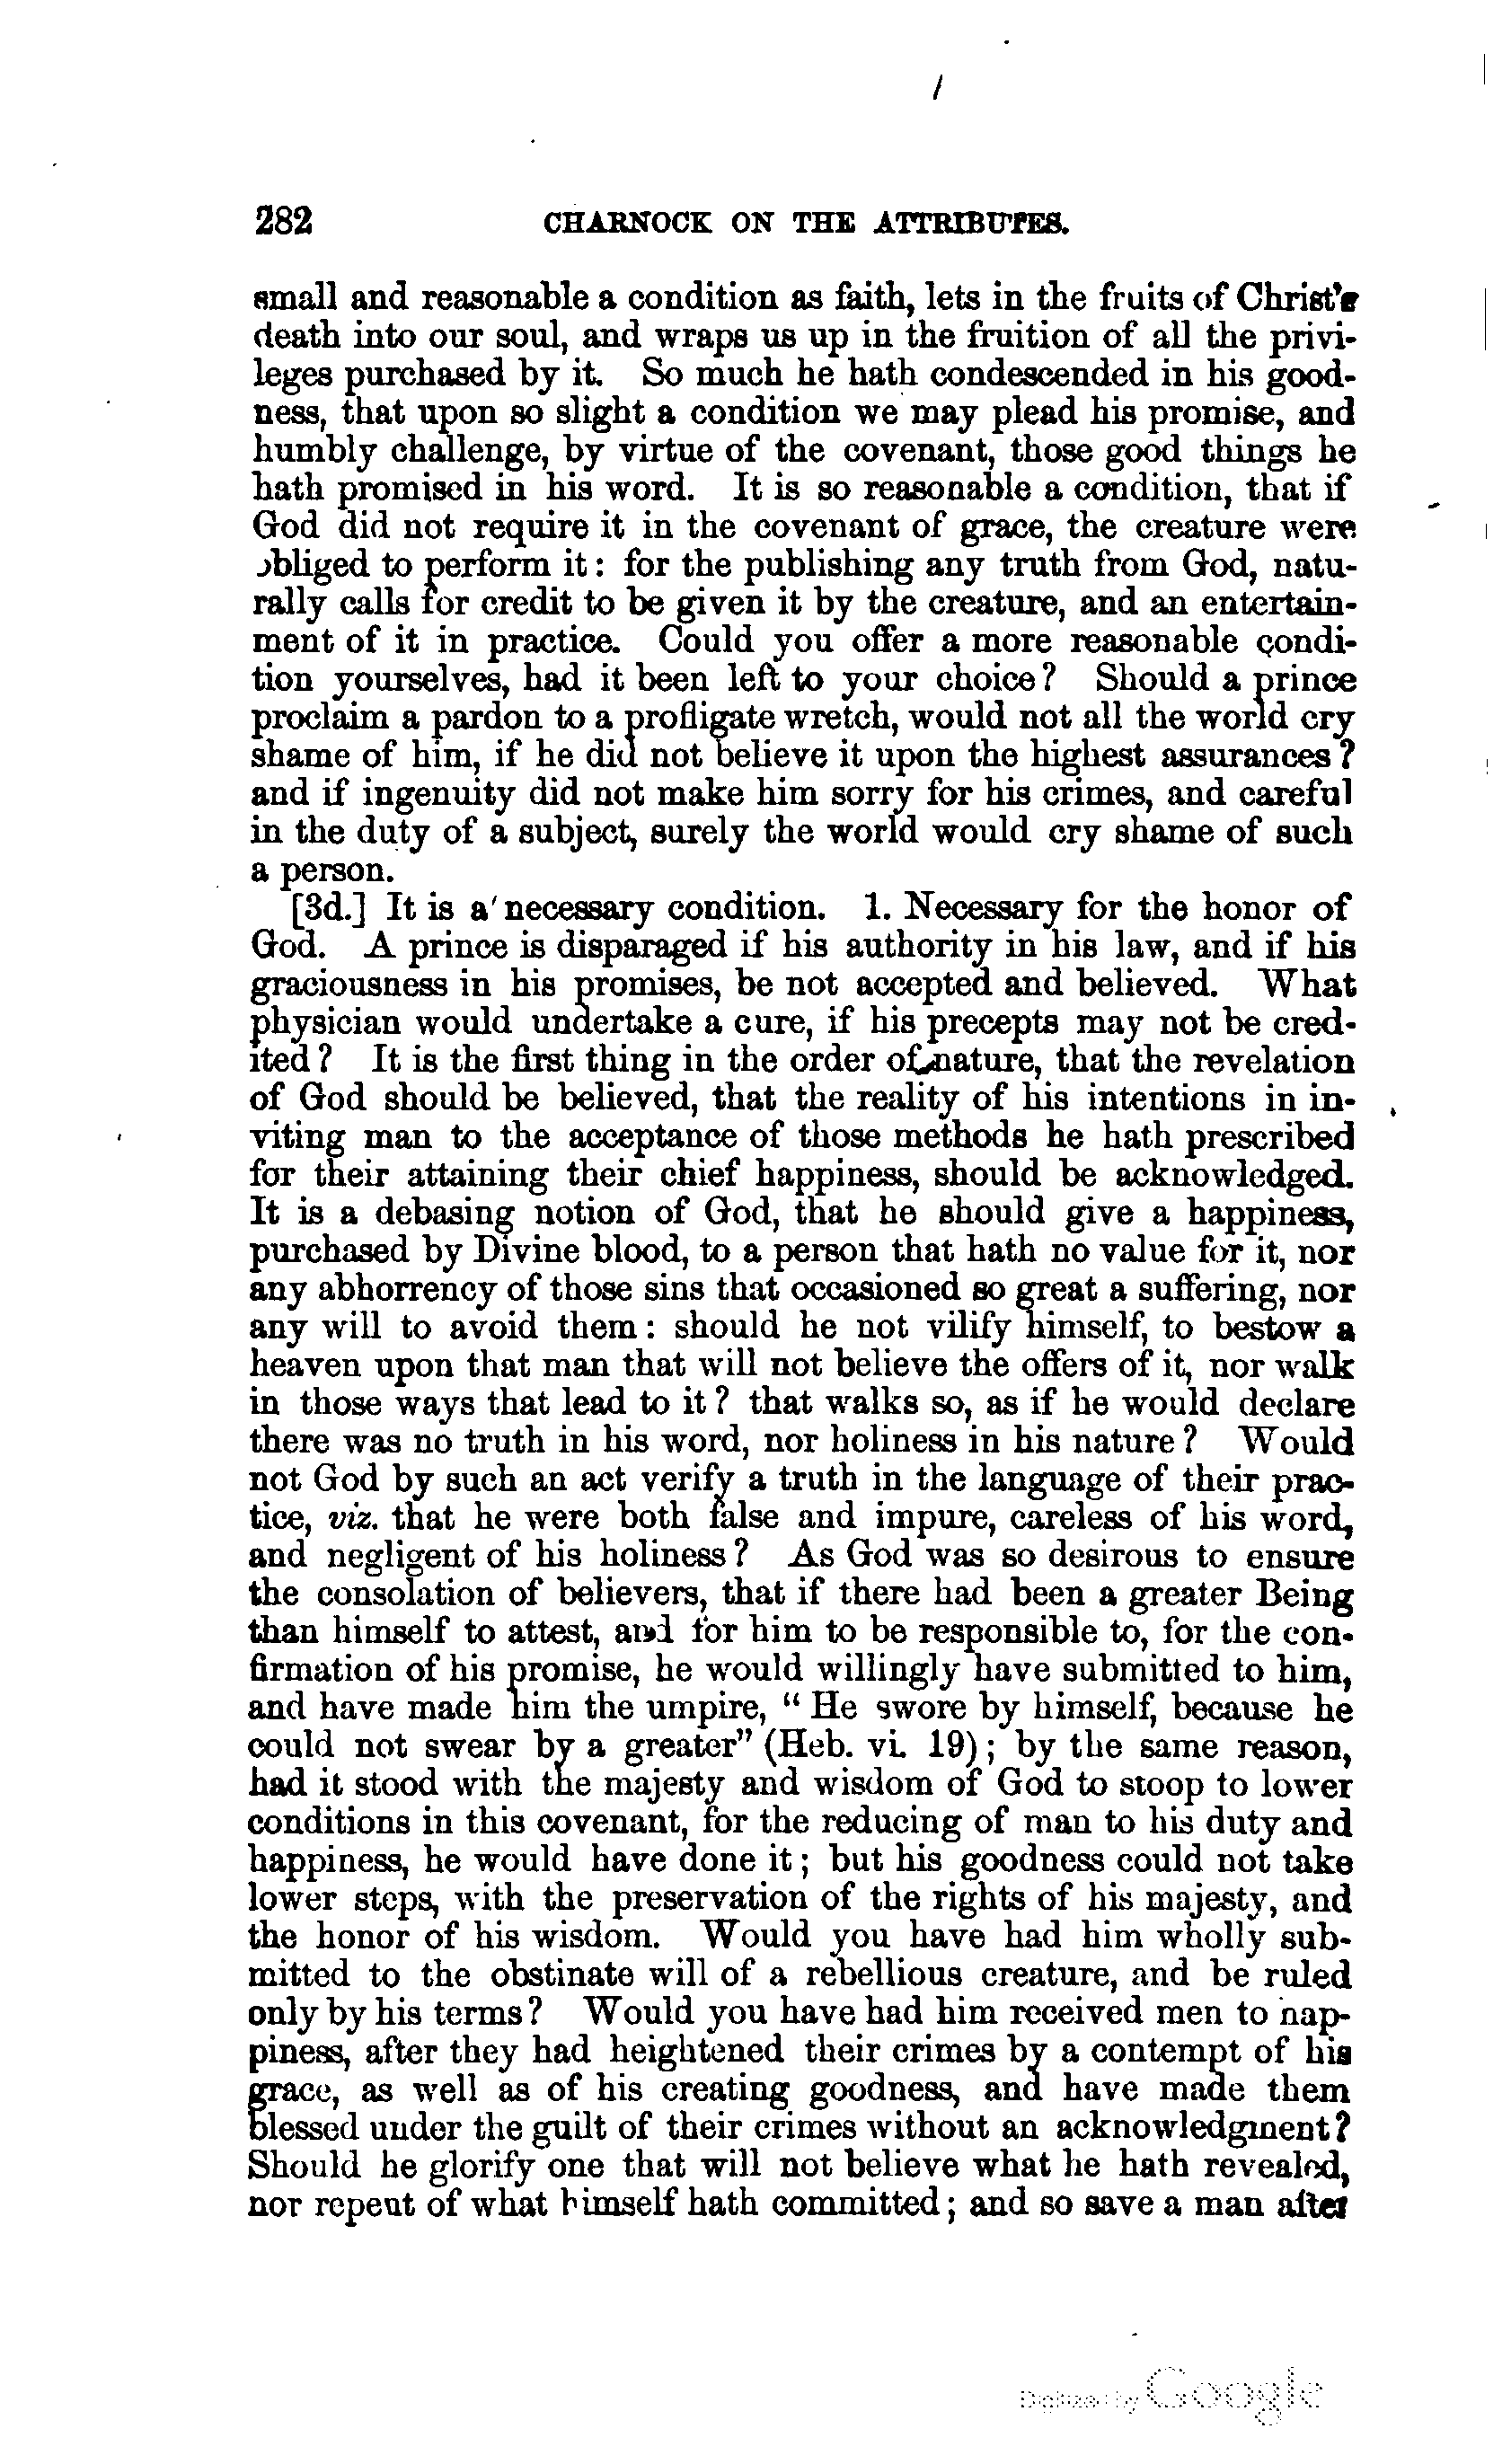 282 CHARNOCK ON THE ATTRIBUTES.
small and reasonable a condition as faith, lets in the fruits of Christ's
death into our soul, and wraps us up in the fruition of all the privi-
leges purchased by it. So much he hath condescended in his good-
ness, that upon so slight a condition we may plead his promise, and
humbly challenge, by virtue of the covenant, those good things he
hath promised in his word. It is so reasonable a condition, that if
God did not require it in the covenant of grace, the creature were
obliged to perform it: for the publishing any truth from God, natu-
rally calls for credit to be given it by the creature, and an entertain-
ment of it in practice. Could you offer a more reasonable condi-
tion yourselves, had it been left to your choice? Should a prince
proclaim a pardon to a profligate wretch, would not all the world cry
shame of him, if he did not believe it upon the highest assurances?
and if ingenuity did not make him sorry for his crimes, and careful
in the duty of a subject, surely the world would cry shame of such
a person.
[3d.] It is a necessary condition. 1. Necessary for the honor of
God. A prince is disparaged if his authority in his law, and if his
graciousness in his promises, be not accepted and believed. What
physician would undertake a cure, if his precepts may not be cred-
ited? It is the first thing in the order of nature, that the revelation
of God should be believed, that the reality of his intentions in in-
viting man to the acceptance of those methods he hath prescribed
for their attaining their chief happiness, should be acknowledged.
It is a debasing notion of God, that he should give a happiness,
purchased by Divine blood, to a person that hath no value for it, nor
any abhorrency of those sins that occasioned so great a suffering, nor
any will to avoid them: should he not vilify himself, to bestow a
heaven upon that man that will not believe the offers of it, nor walk
in those ways that lead to it? that walks so, as if he would declare
there was no truth in his word, nor holiness in his nature? Would
not God by such an act verify a truth in the language of their prac-
tice, viz. that he were both false and impure, careless of his word,
and negligent of his holiness? As God was so desirous to ensure
the consolation of believers, that if there had been a greater Being
than himself to attest, and for him to be responsible to, for the con-
firmation of his promise, he would willingly have submitted to him,
and have made him the umpire, "He swore by himself, because he
could not swear by a greater" (Heb. vi. 19); by the same reason,
had it stood with the majesty and wisdom of God to stoop to lower
conditions in this covenant, for the reducing of man to his duty and
happiness, he would have done it; but his goodness could not take
lower steps, with the preservation of the rights of his majesty, and
the honor of his wisdom. Would you have had him wholly sub-
mitted to the obstinate will of a rebellious creature, and be ruled
only by his terms? Would you have had him received men to hap-
piness, after they had heightened their crimes by a contempt of his
grace, as well as of his creating goodness, and have made them
blessed under the guilt of their crimes without an acknowledgment?
Should he glorify one that will not believe what he hath revealed,
nor repent of what himself hath committed; and so save a man after
Digitized by Google